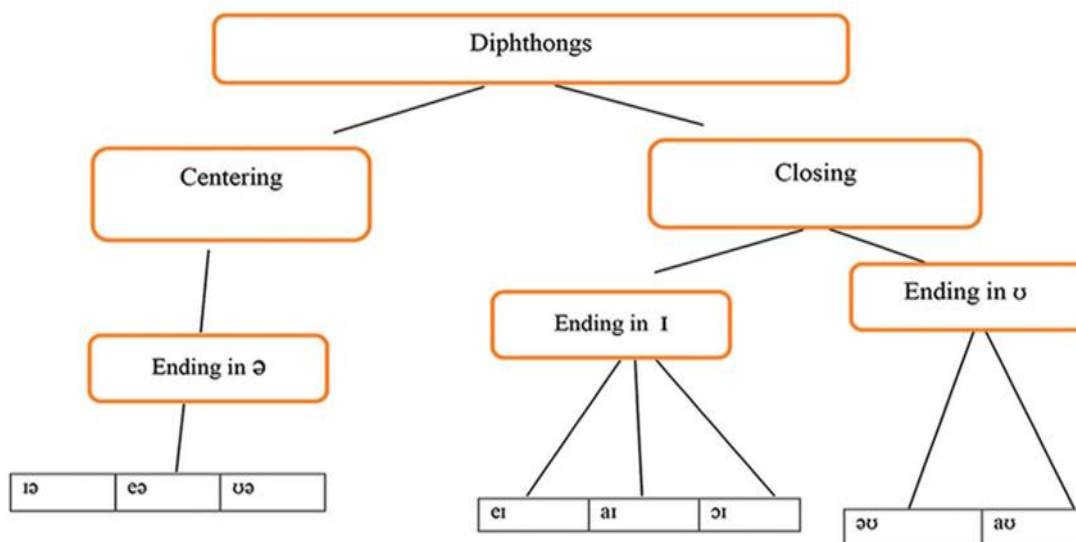 Diphthongs
Centering
Closing
Ending in ə
Ending in ɪ
Ending in ʊ
ɪə eə ʊə
eɪ aɪ ɔɪ
əʊ aʊ